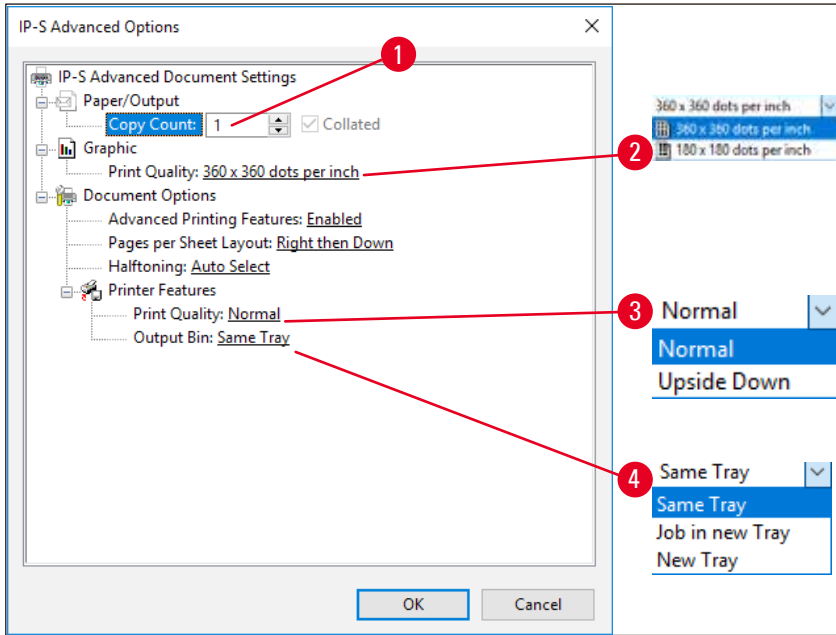 IP-S Advanced Options
IP-S Advanced Document Settings
Paper/Output
Copy Count: 1 Collated
Graphic
Print Quality: 360 x 360 dots per inch
Document Options
Advanced Printing Features: Enabled
Pages per Sheet Layout: Right then Down
Halftoning: Auto Select
Printer Features
Print Quality: Normal
Output Bin: Same Tray
OK Cancel
1
2
360 x 360 dots per inch
360 x 360 dots per inch
180 x 180 dots per inch
3
Normal
Normal
Upside Down
4
Same Tray
Same Tray
Job in new Tray
New Tray